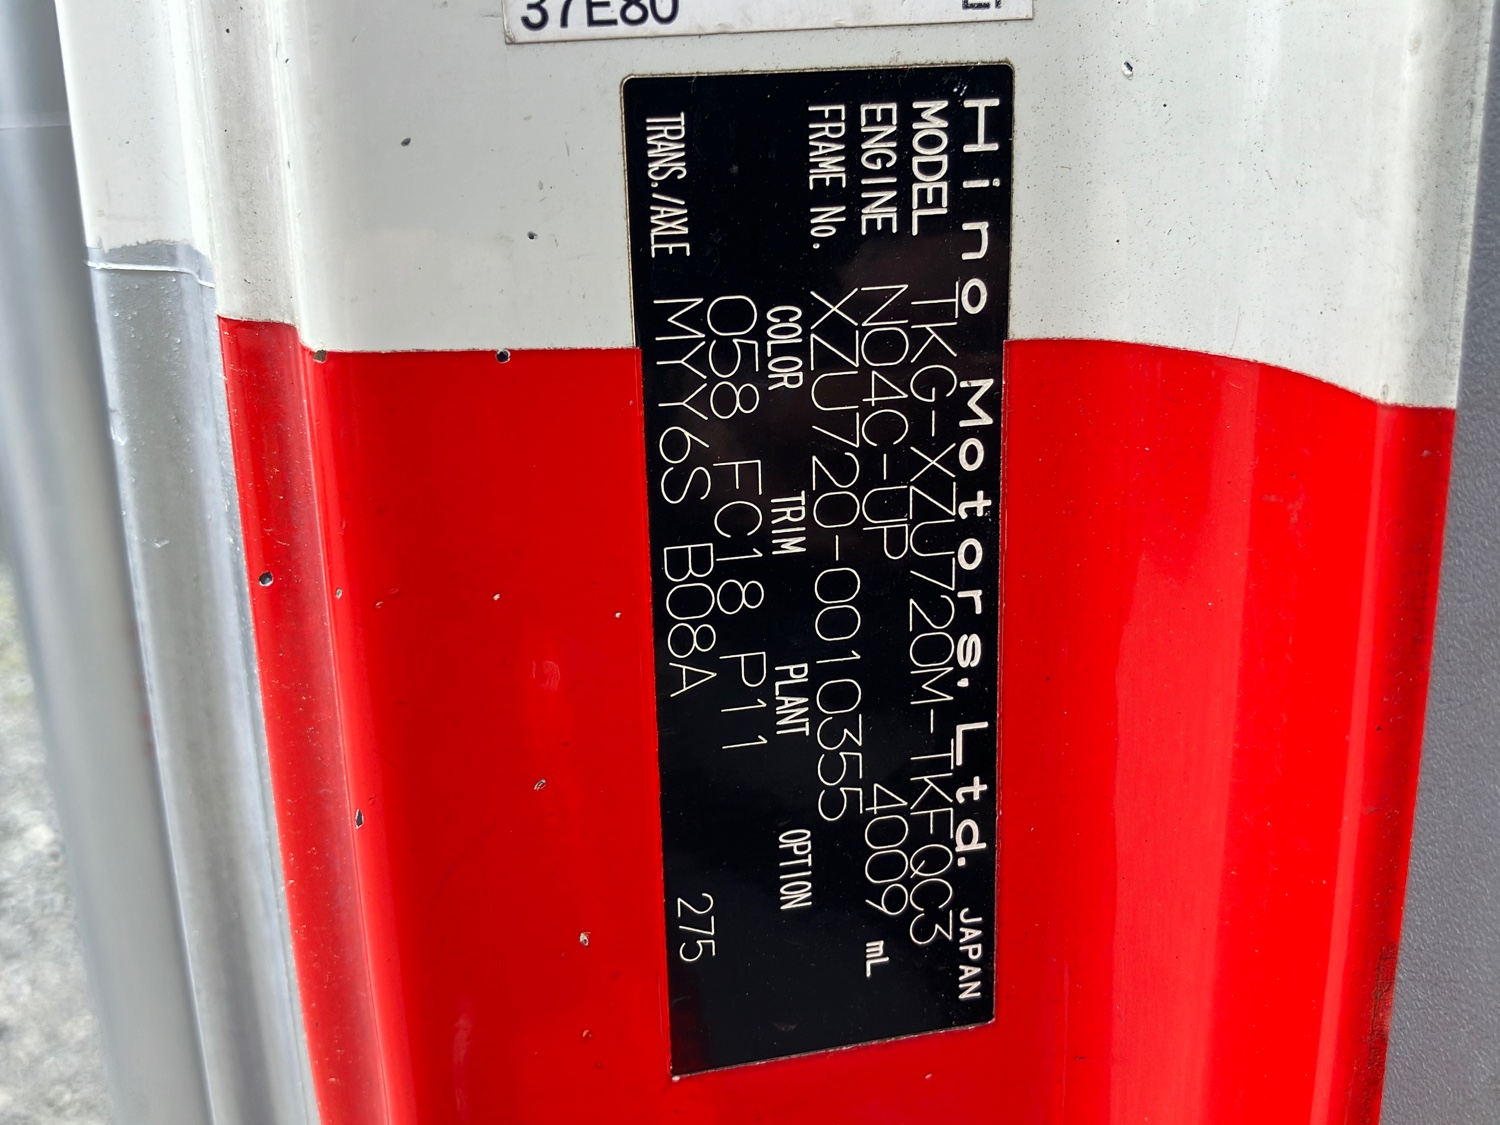 37E80
Hino Motors, Ltd. JAPAN
MODEL TKG-XZU720M-TKFQC3
ENGINE N04C-UP 4009 mL
FRAME No. XZU720-0010355
COLOR TRIM PLANT OPTION
058 FC18 P11
TRANS./AXLE MYY6S B08A 275